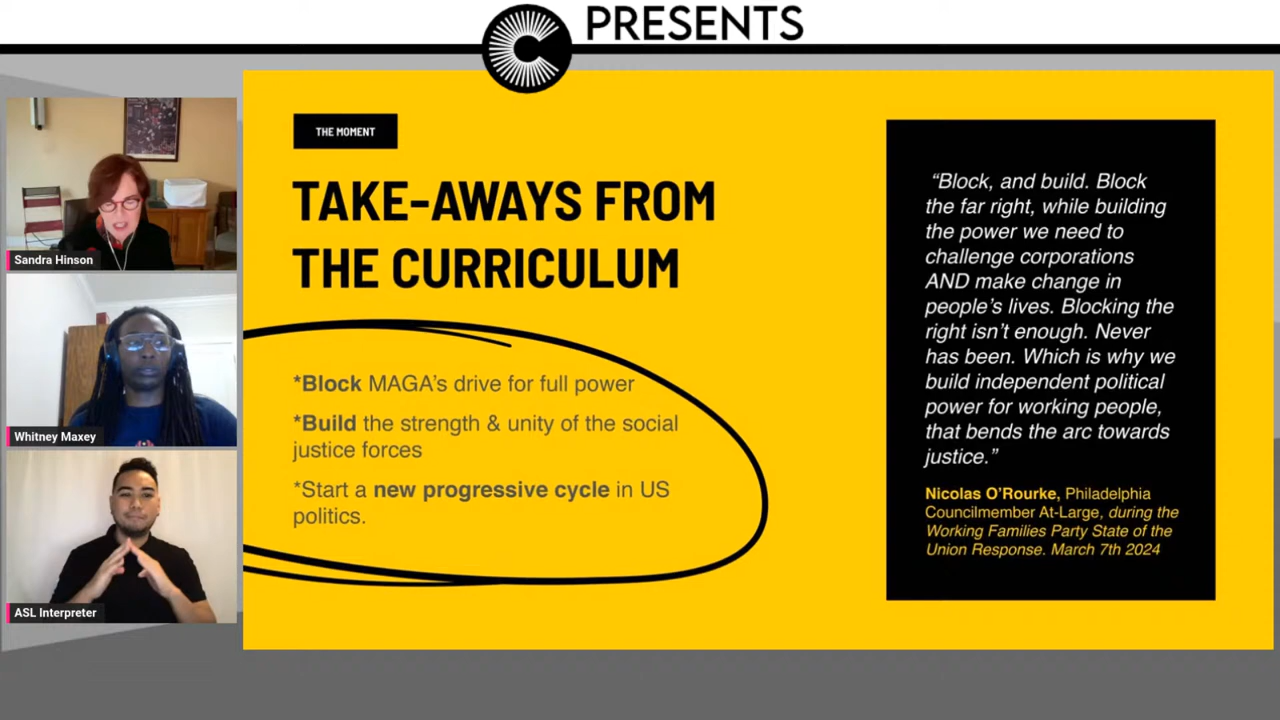 PRESENTS
Sandra Hinson
Whitney Maxey
ASL Interpreter
THE MOMENT
TAKE-AWAYS FROM
THE CURRICULUM
*Block MAGA's drive for full power
*Build the strength & unity of the social
justice forces
*Start a new progressive cycle in US
politics.
“Block, and build. Block
the far right, while building
the power we need to
challenge corporations
AND make change in
people's lives. Blocking the
right isn't enough. Never
has been. Which is why we
build independent political
power for working people,
that bends the arc towards
justice.”
Nicolas O'Rourke, Philadelphia
Councilmember At-Large, during the
Working Families Party State of the
Union Response. March 7th 2024